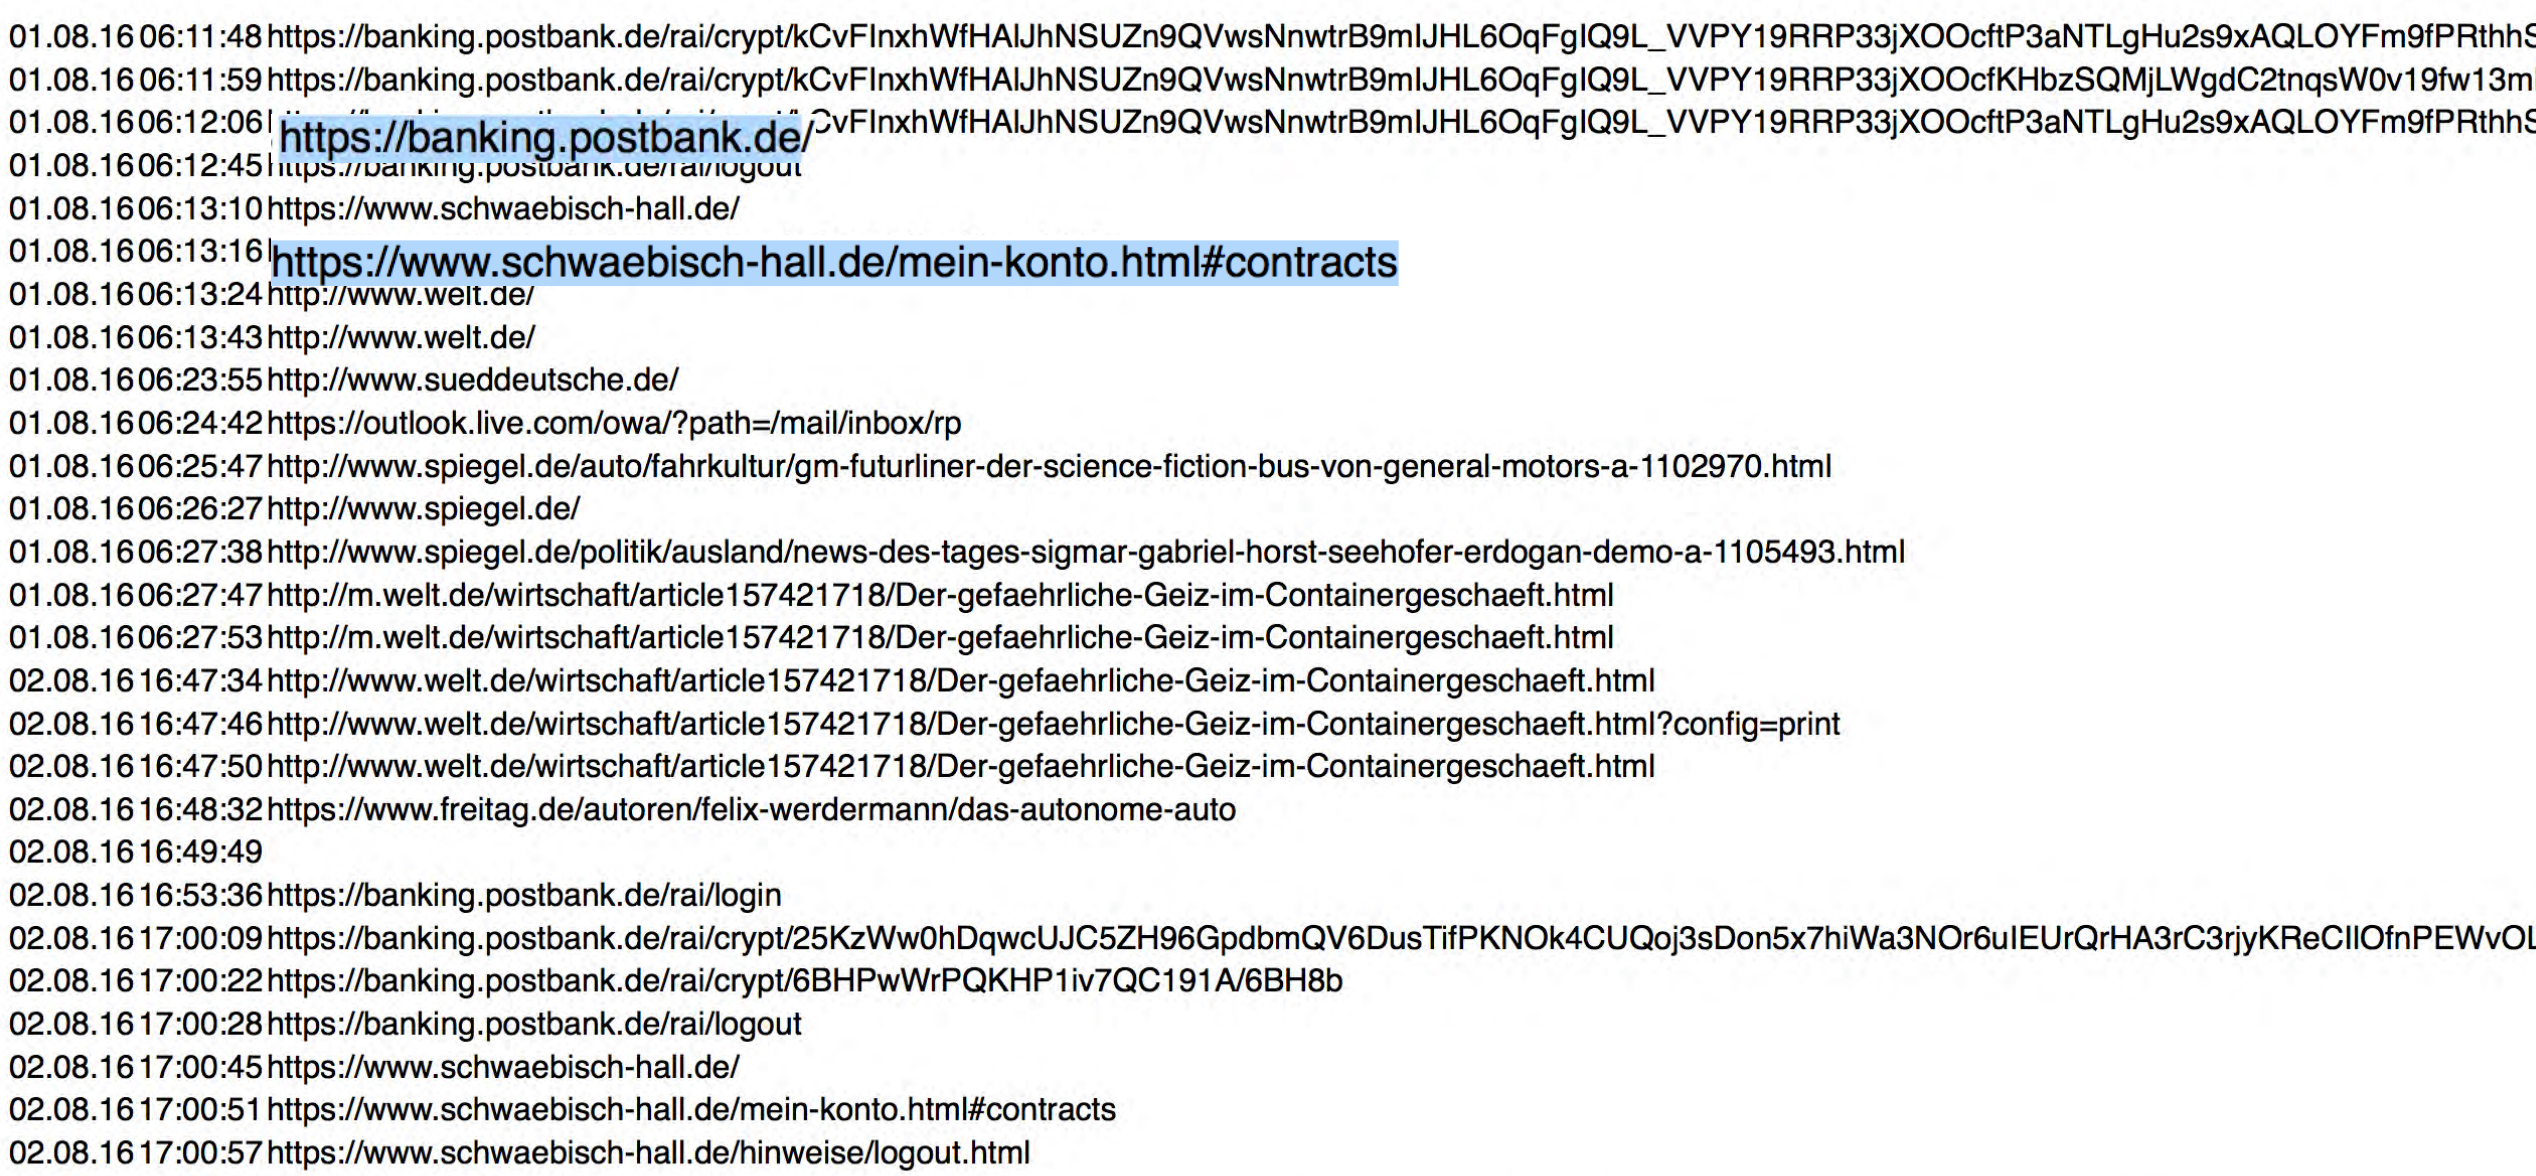 01.08.16 06:11:48 https://banking.postbank.de/rai/crypt/kCvFInxhWfHAIJhNSUZn9QVwsNnwtrB9mIJHL6OqFgIQ9L_VVPY19RRP33jXOOcftP3aNTLgHu2s9xAQLOYFm9fPRthhS
01.08.16 06:11:59 https://banking.postbank.de/rai/crypt/kCvFInxhWfHAIJhNSUZn9QVwsNnwtrB9mIJHL6OqFgIQ9L_VVPY19RRP33jXOOcfKHbzSQMjLWgdC2tnqsW0v19fw13m
01.08.16 06:12:06 CvFInxhWfHAIJhNSUZn9QVwsNnwtrB9mIJHL6OqFgIQ9L_VVPY19RRP33jXOOcftP3aNTLgHu2s9xAQLOYFm9fPRthhS
https://banking.postbank.de/
01.08.16 06:12:45 https://banking.postbank.de/rai/logout
01.08.16 06:13:10 https://www.schwaebisch-hall.de/
01.08.16 06:13:16 https://www.schwaebisch-hall.de/mein-konto.html#contracts
01.08.16 06:13:24 http://www.welt.de/
01.08.16 06:13:43 http://www.welt.de/
01.08.16 06:23:55 http://www.sueddeutsche.de/
01.08.16 06:24:42 https://outlook.live.com/owa/?path=/mail/inbox/rp
01.08.16 06:25:47 http://www.spiegel.de/auto/fahrkultur/gm-futurliner-der-science-fiction-bus-von-general-motors-a-1102970.html
01.08.16 06:26:27 http://www.spiegel.de/
01.08.16 06:27:38 http://www.spiegel.de/politik/ausland/news-des-tages-sigmar-gabriel-horst-seehofer-erdogan-demo-a-1105493.html
01.08.16 06:27:47 http://m.welt.de/wirtschaft/article157421718/Der-gefaehrliche-Geiz-im-Containergeschaeft.html
01.08.16 06:27:53 http://m.welt.de/wirtschaft/article157421718/Der-gefaehrliche-Geiz-im-Containergeschaeft.html
02.08.16 16:47:34 http://www.welt.de/wirtschaft/article157421718/Der-gefaehrliche-Geiz-im-Containergeschaeft.html
02.08.16 16:47:46 http://www.welt.de/wirtschaft/article157421718/Der-gefaehrliche-Geiz-im-Containergeschaeft.html?config=print
02.08.16 16:47:50 http://www.welt.de/wirtschaft/article157421718/Der-gefaehrliche-Geiz-im-Containergeschaeft.html
02.08.16 16:48:32 https://www.freitag.de/autoren/felix-werdermann/das-autonome-auto
02.08.16 16:49:49
02.08.16 16:53:36 https://banking.postbank.de/rai/login
02.08.16 17:00:09 https://banking.postbank.de/rai/crypt/25KzWw0hDqwcUJC5ZH96GpdbmQV6DusTifPKNOk4CUQoj3sDon5x7hiWa3NOr6uIEUrQrHA3rC3rjyKReCIIOfnPEWvOL
02.08.16 17:00:22 https://banking.postbank.de/rai/crypt/6BHPwWrPQKHP1iv7QC191A/6BH8b
02.08.16 17:00:28 https://banking.postbank.de/rai/logout
02.08.16 17:00:45 https://www.schwaebisch-hall.de/
02.08.16 17:00:51 https://www.schwaebisch-hall.de/mein-konto.html#contracts
02.08.16 17:00:57 https://www.schwaebisch-hall.de/hinweise/logout.html